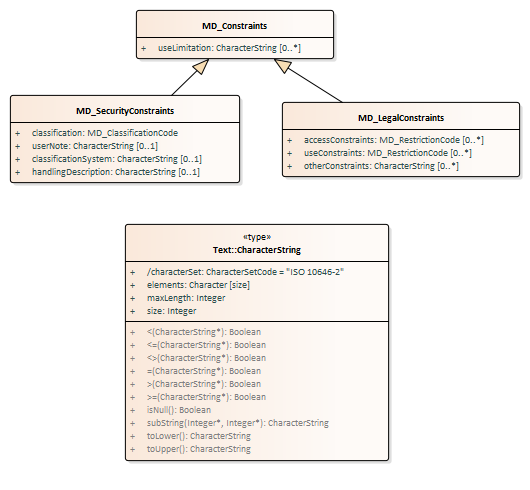 MD_Constraints
+ useLimitation: CharacterString [0..*]
MD_SecurityConstraints
+ classification: MD_ClassificationCode
+ userNote: CharacterString [0..1]
+ classificationSystem: CharacterString [0..1]
+ handlingDescription: CharacterString [0..1]
MD_LegalConstraints
+ accessConstraints: MD_RestrictionCode [0..*]
+ useConstraints: MD_RestrictionCode [0..*]
+ otherConstraints: CharacterString [0..*]
«type»
Text::CharacterString
+ /characterSet: CharacterSetCode = "ISO 10646-2"
+ elements: Character [size]
+ maxLength: Integer
+ size: Integer
+ <(CharacterString*): Boolean
+ <=(CharacterString*): Boolean
+ <>(CharacterString*): Boolean
+ =(CharacterString*): Boolean
+ >(CharacterString*): Boolean
+ >=(CharacterString*): Boolean
+ isNull(): Boolean
+ subString(Integer*, Integer*): CharacterString
+ toLower(): CharacterString
+ toUpper(): CharacterString